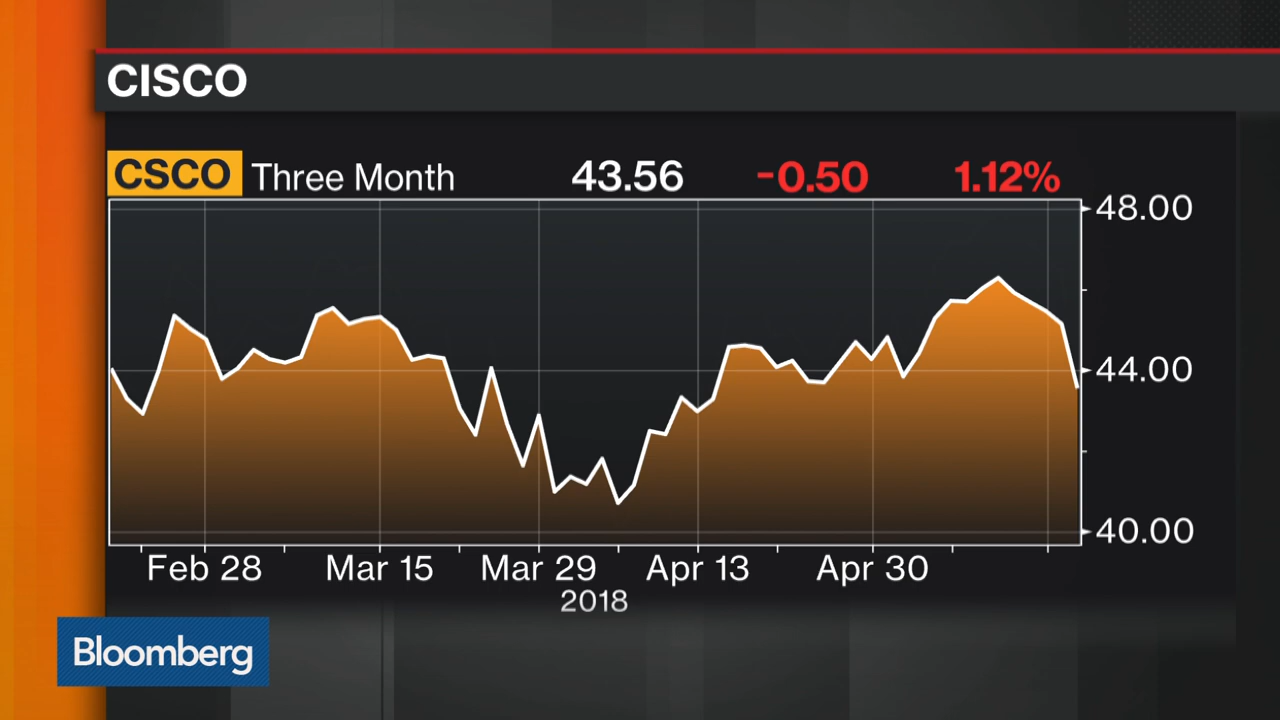 CISCO
CSCO Three Month 43.56 -0.50 1.12%
48.00
44.00
40.00
Feb 28 Mar 15 Mar 29 Apr 13 Apr 30
2018
Bloomberg